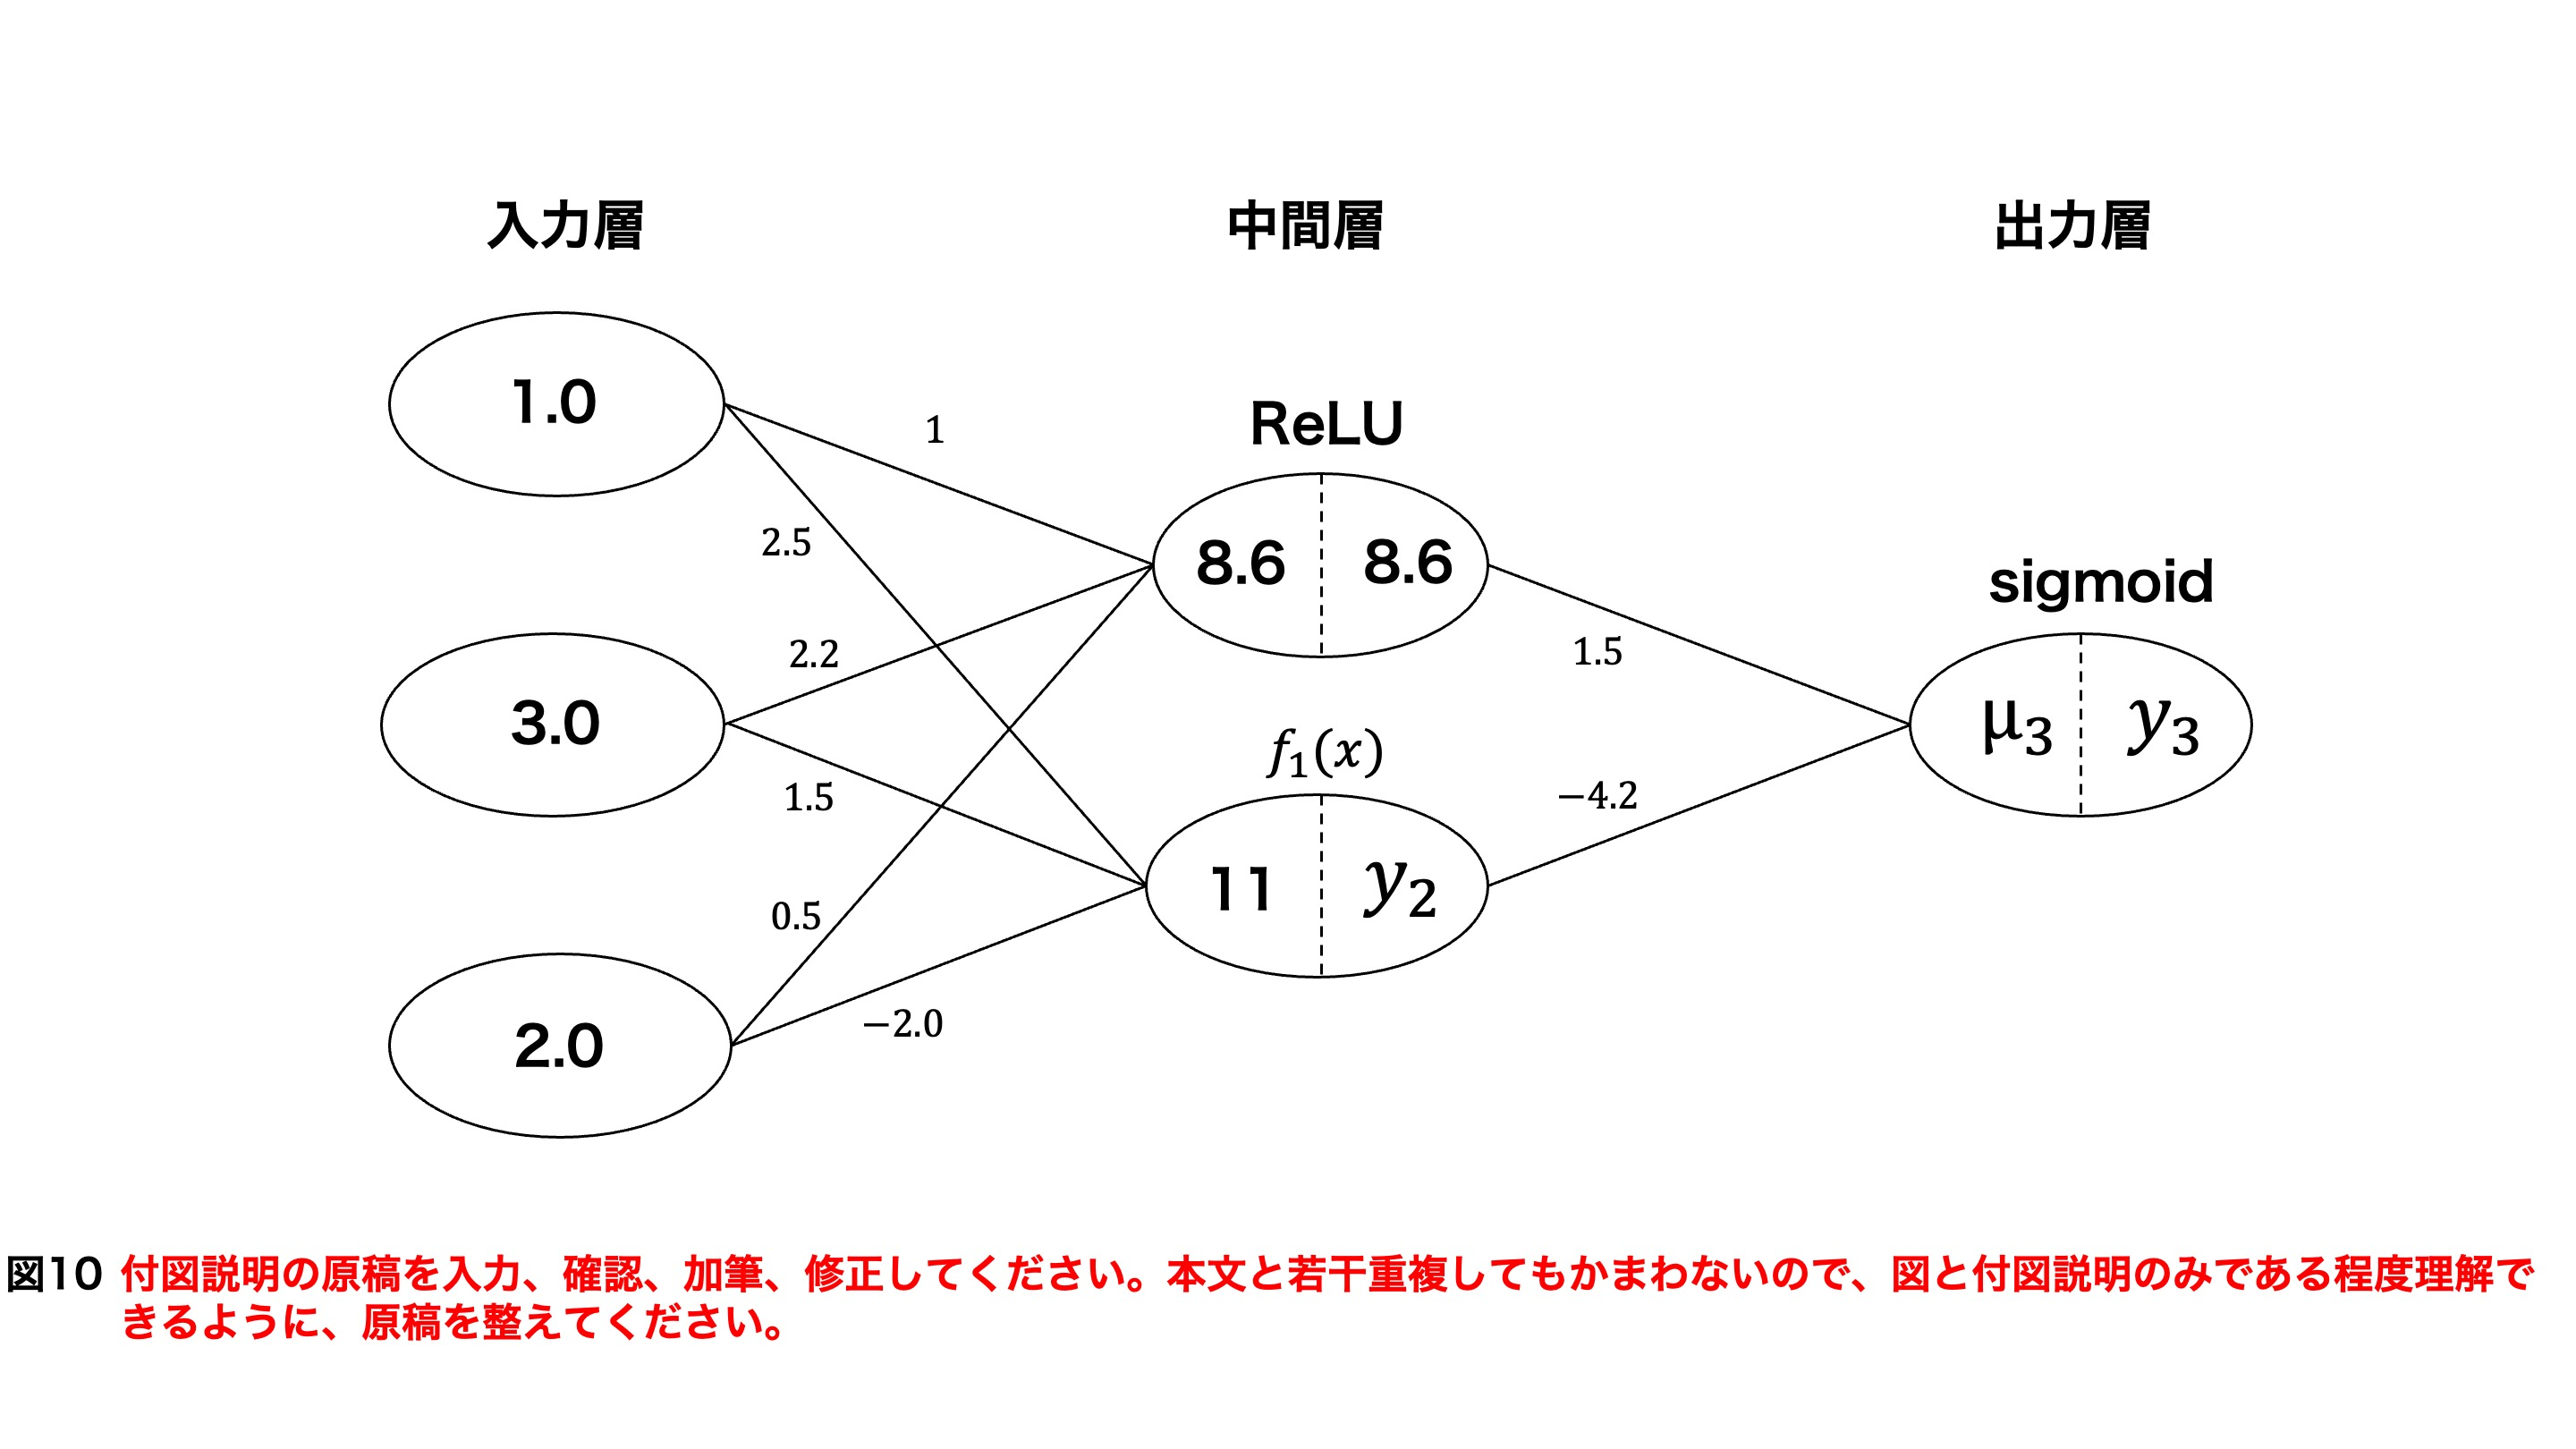 入力層
中間層
出力層
1.0
3.0
2.0
1
2.5
2.2
1.5
0.5
−2.0
ReLU
8.6
8.6
f₁(x)
11
y₂
1.5
−4.2
sigmoid
μ₃
y₃
図10 付図説明の原稿を入力、確認、加筆、修正してください。本文と若干重複してもかまわないので、図と付図説明のみである程度理解で
きるように、原稿を整えてください。